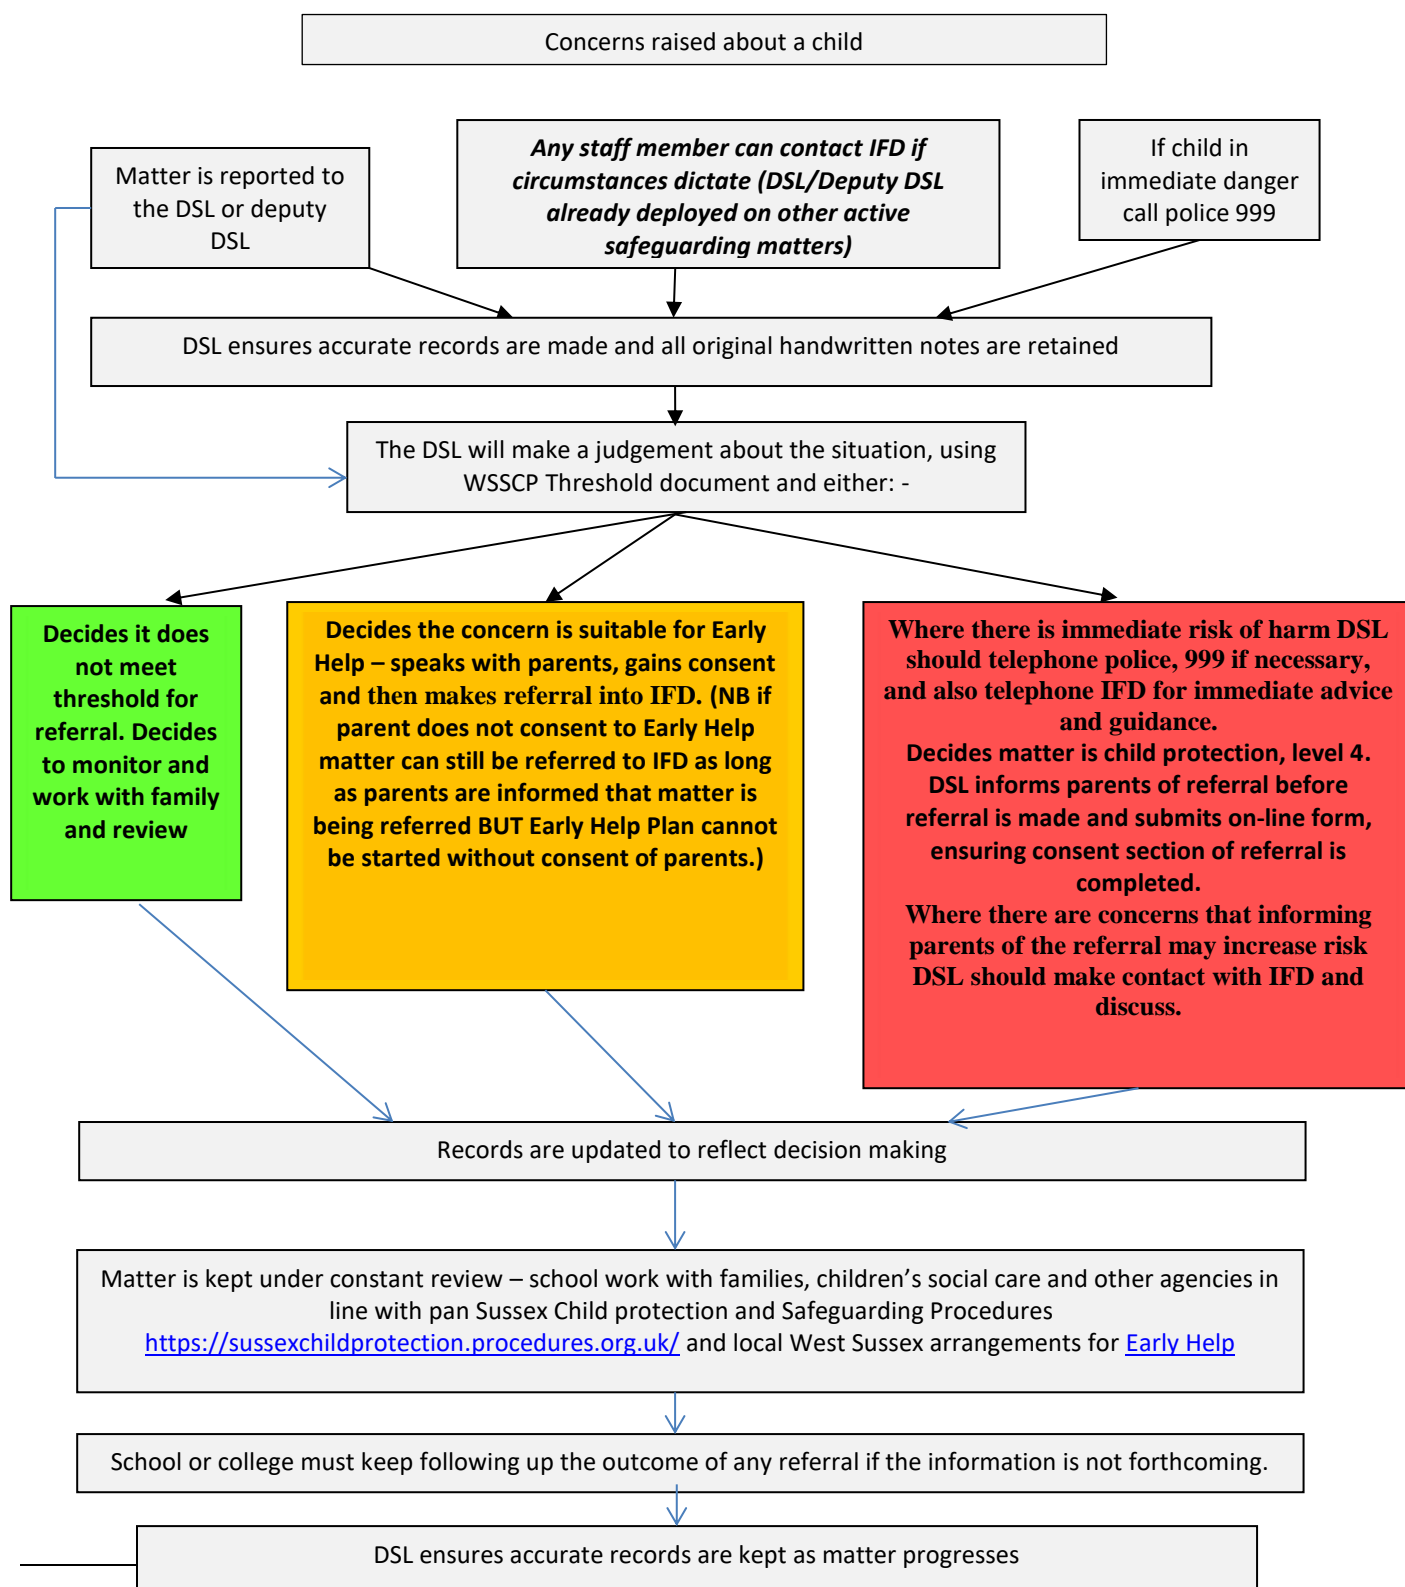 Concerns raised about a child
Matter is reported to
the DSL or deputy
DSL
Any staff member can contact IFD if
circumstances dictate (DSL/Deputy DSL
already deployed on other active
safeguarding matters)
If child in
immediate danger
call police 999
DSL ensures accurate records are made and all original handwritten notes are retained
The DSL will make a judgement about the situation, using
WSSCP Threshold document and either: -
Decides it does
not meet
threshold for
referral. Decides
to monitor and
work with family
and review
Decides the concern is suitable for Early
Help – speaks with parents, gains consent
and then makes referral into IFD. (NB if
parent does not consent to Early Help
matter can still be referred to IFD as long
as parents are informed that matter is
being referred BUT Early Help Plan cannot
be started without consent of parents.)
Where there is immediate risk of harm DSL
should telephone police, 999 if necessary,
and also telephone IFD for immediate advice
and guidance.
Decides matter is child protection, level 4.
DSL informs parents of referral before
referral is made and submits on-line form,
ensuring consent section of referral is
completed.
Where there are concerns that informing
parents of the referral may increase risk
DSL should make contact with IFD and
discuss.
Records are updated to reflect decision making
Matter is kept under constant review – school work with families, children’s social care and other agencies in
line with pan Sussex Child protection and Safeguarding Procedures
https://sussexchildprotection.procedures.org.uk/ and local West Sussex arrangements for Early Help
School or college must keep following up the outcome of any referral if the information is not forthcoming.
DSL ensures accurate records are kept as matter progresses